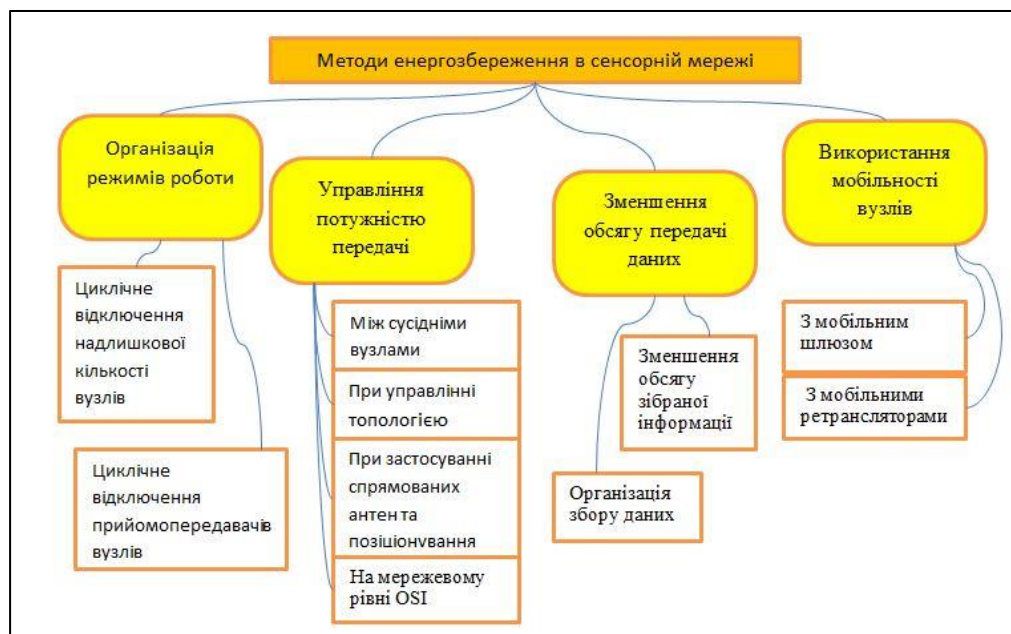 Методи енергозбереження в сенсорній мережі
Організація
режимів роботи
Циклічне
відключення
надлишкової
кількості
вузлів
Циклічне
відключення
прийомопередавачів
вузлів
Управління
потужністю
передачі
Між сусідніми
вузлами
При управлінні
топологією
При застосуванні
спрямованих
антен та
позіціонування
На мережевому
рівні OSI
Зменшення
обсягу передачі
даних
Зменшення
обсягу
зібраної
інформації
Організація
збору даних
Використання
мобільності
вузлів
З мобільним
шлюзом
З мобільними
ретрансляторами